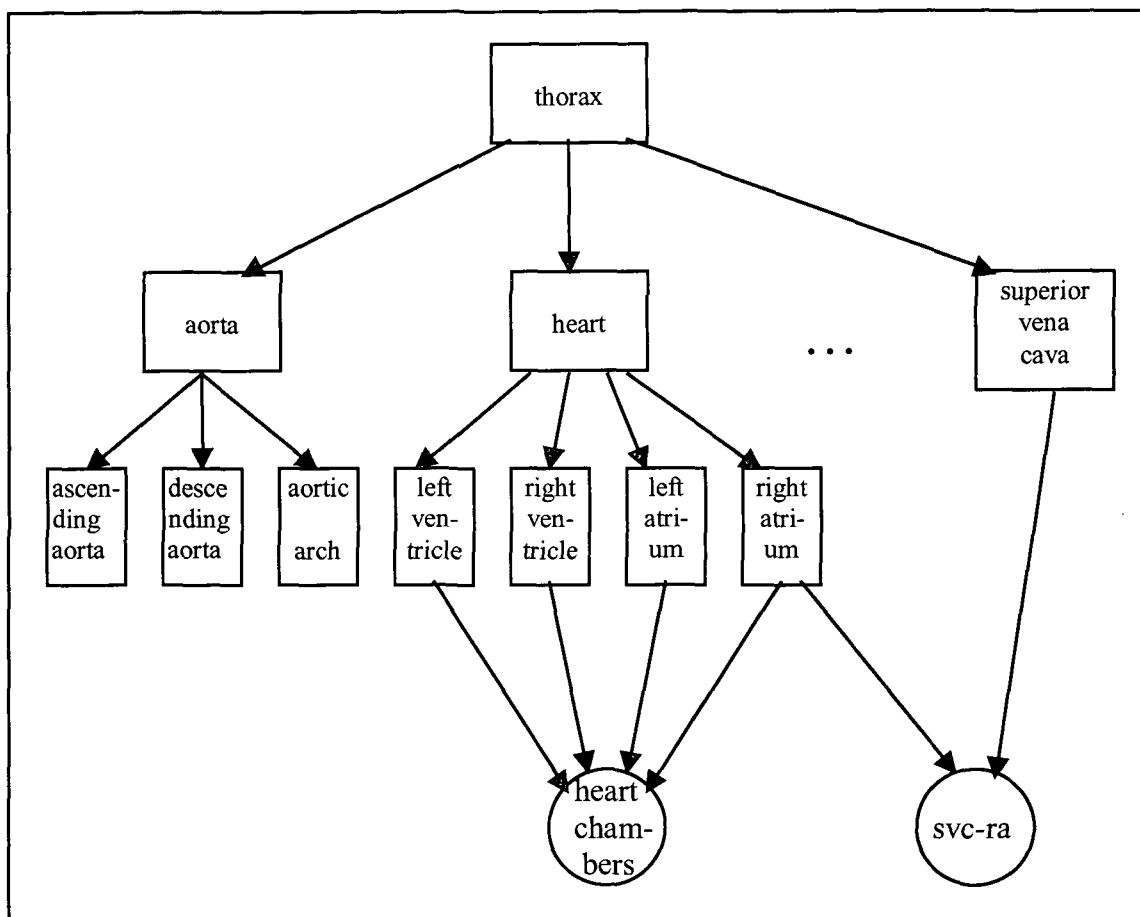 thorax
aorta
heart
. . .
superior
vena
cava
ascen-
ding
aorta
desce
nding
aorta
aortic
arch
left
ven-
tricle
right
ven-
tricle
left
atri-
um
right
atri-
um
heart
cham-
bers
svc-ra